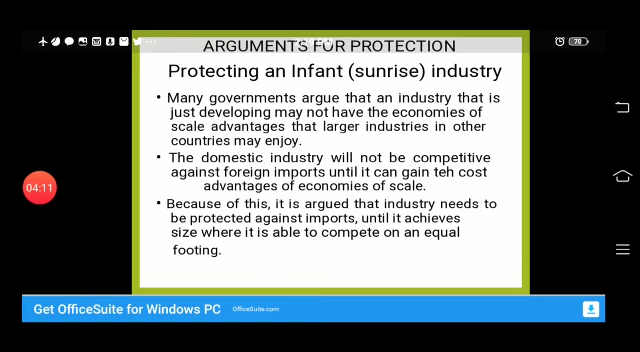 70
ARGUMENTS FOR PROTECTION
Protecting an Infant (sunrise) industry
• Many governments argue that an industry that is
just developing may not have the economies of
scale advantages that larger industries in other
countries may enjoy.
• The domestic industry will not be competitive
against foreign imports until it can gain teh cost
advantages of economies of scale.
• Because of this, it is argued that industry needs to
be protected against imports, until it achieves
size where it is able to compete on an equal
footing.
04:11
Get OfficeSuite for Windows PC OfficeSuite.com